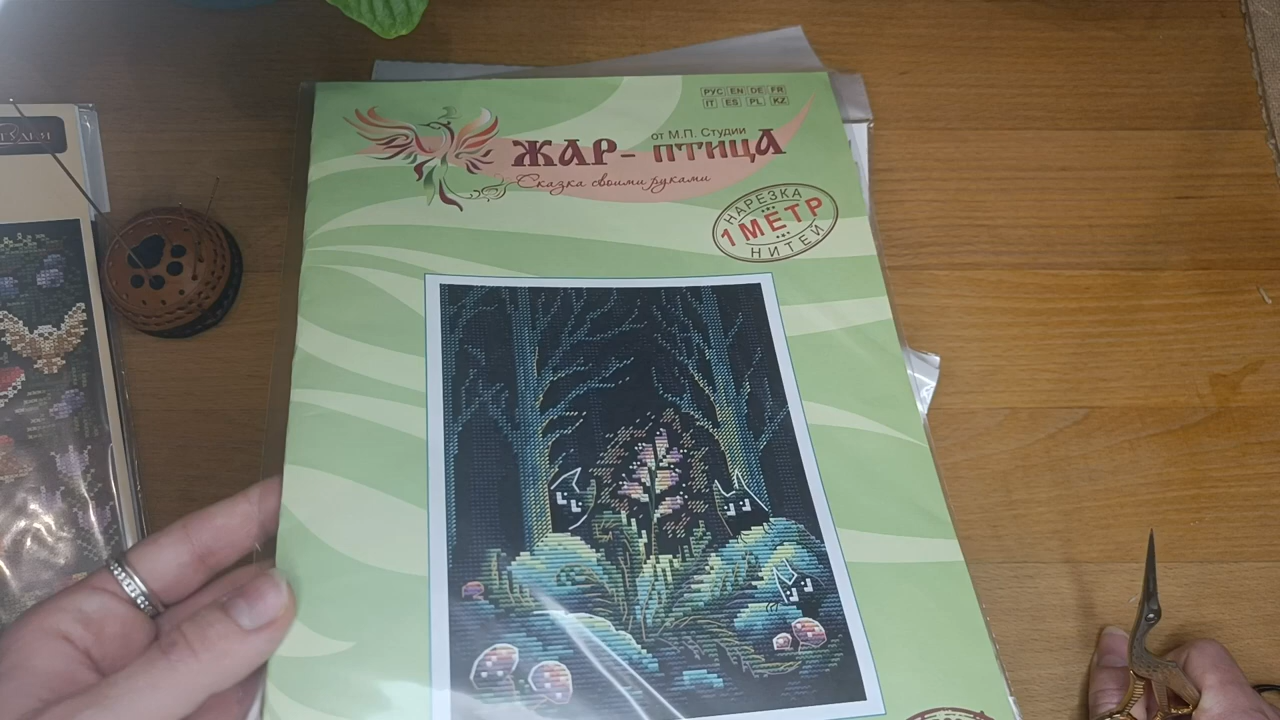 РУС EN DE FR
IT ES PL KZ
от М.П. Студии
ЖАР-ПТИЦА
Сказка своими руками
НАРЕЗКА
1 МЕТР
НИТЕЙ